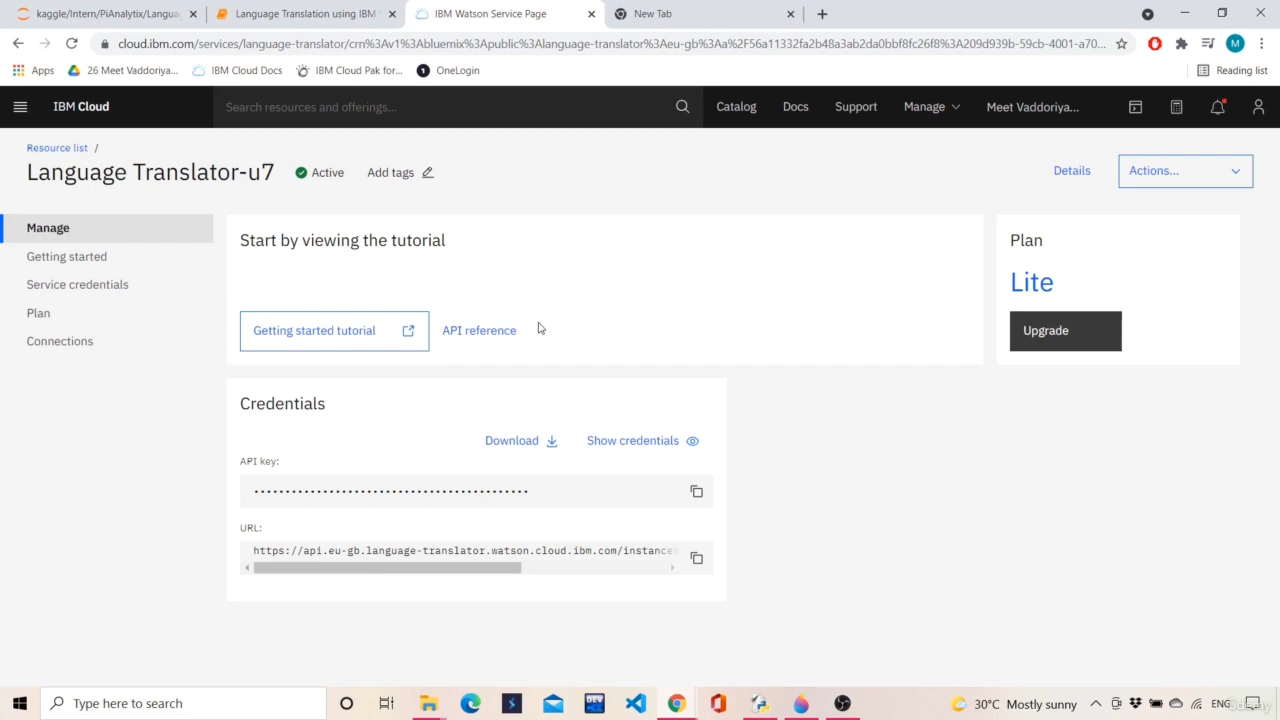 kaggle/Intern/PiAnalytix/Langua
Language Translation using IBM
IBM Watson Service Page
New Tab
cloud.ibm.com/services/language-translator/crn%3Av1%3Abluemix%3Apublic%3Alanguage-translator%3Aeu-gb%3Aa%2F56a11332fa2b48a3ab2da0bbf8fc26f8%3A209d939b-59cb-4001-a70...
M
Apps
26 Meet Vaddoriya...
IBM Cloud Docs
IBM Cloud Pak for...
OneLogin
Reading list
IBM Cloud
Search resources and offerings...
Catalog
Docs
Support
Manage
Meet Vaddoriya...
Resource list /
Language Translator-u7
Active
Add tags
Details
Actions...
Manage
Getting started
Service credentials
Plan
Connections
Start by viewing the tutorial
Getting started tutorial
API reference
Plan
Lite
Upgrade
Credentials
Download
Show credentials
API key:
•••••••••••••••••••••••••••••••••••••••••••• 
URL:
https://api.eu-gb.language-translator.watson.cloud.ibm.com/instances
Type here to search
DEV
30°C Mostly sunny
ENG
Udemy